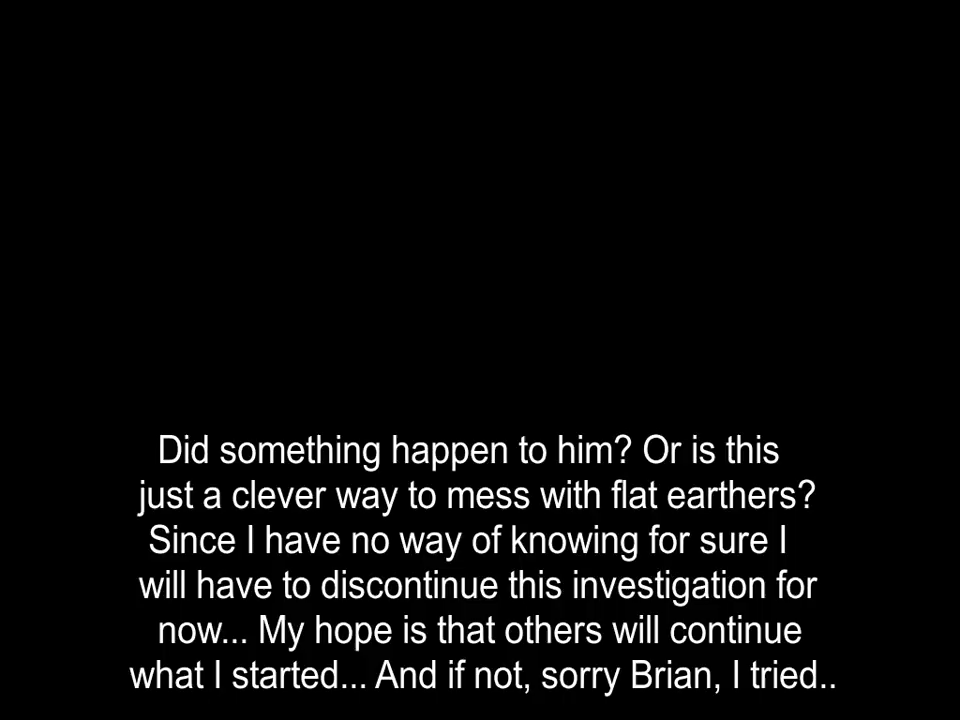 Did something happen to him? Or is this
just a clever way to mess with flat earthers?
Since I have no way of knowing for sure I
will have to discontinue this investigation for
now... My hope is that others will continue
what I started... And if not, sorry Brian, I tried..